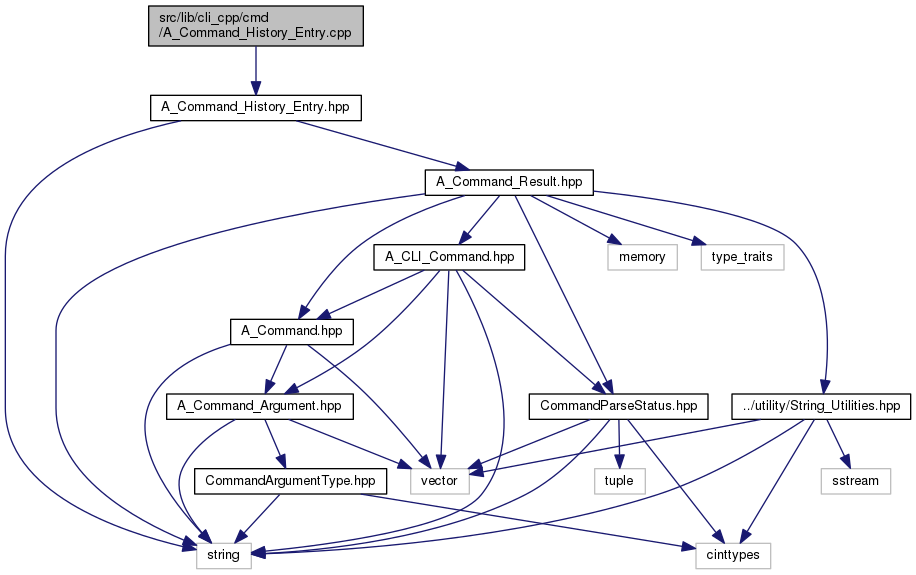 src/lib/cli_cpp/cmd
/A_Command_History_Entry.cpp
A_Command_History_Entry.hpp
A_Command_Result.hpp
A_CLI_Command.hpp
memory
type_traits
A_Command.hpp
A_Command_Argument.hpp
CommandParseStatus.hpp
../utility/String_Utilities.hpp
CommandArgumentType.hpp
vector
tuple
sstream
string
cinttypes